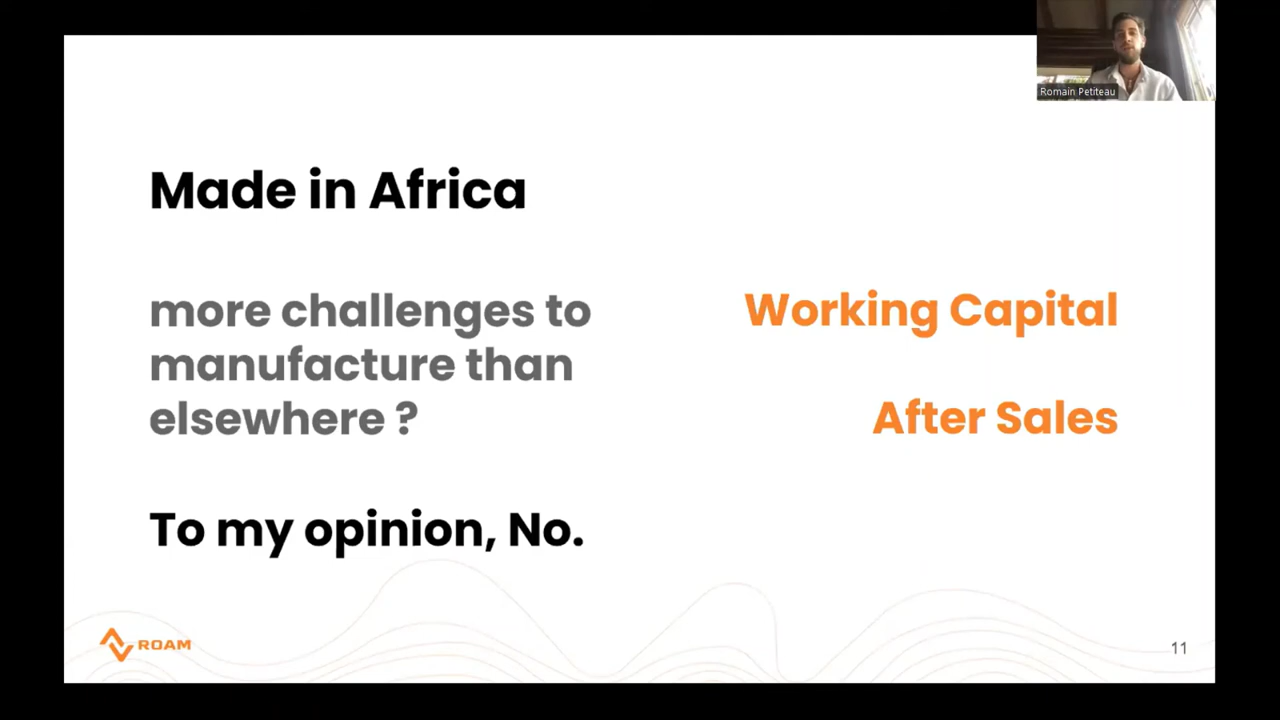 Romain Petiteau
Made in Africa
more challenges to
manufacture than
elsewhere ?
To my opinion, No.
Working Capital
After Sales
ROAM
11